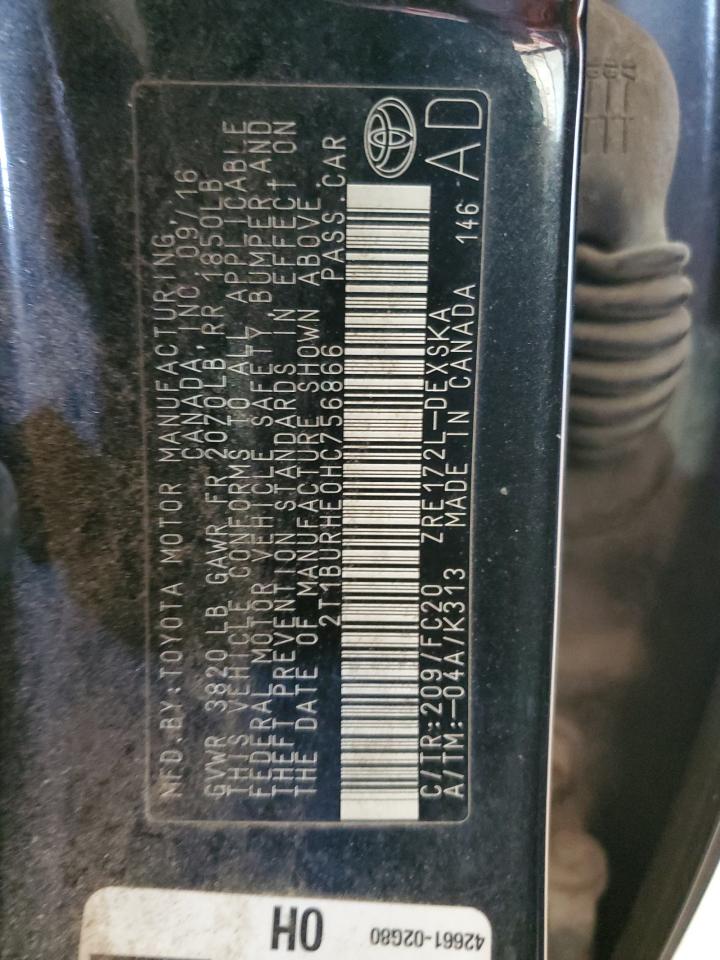 MFD.BY:TOYOTA MOTOR MANUFACTURING,
CANADA, INC. 09/16
GVWR 3820 LB GAWR FR 2070LB, RR 1850LB
THIS VEHICLE CONFORMS TO ALL APPLICABLE
FEDERAL MOTOR VEHICLE SAFETY, BUMPER, AND
THEFT PREVENTION STANDARDS IN EFFECT ON
THE DATE OF MANUFACTURE SHOWN ABOVE.
2T1BURHE0HC756866 PASS.CAR
C/TR:209/FC20 ZRE172L-DEXSKA
A/TM:-04A/K313 MADE IN CANADA 146
AD
0H
42661-02G80